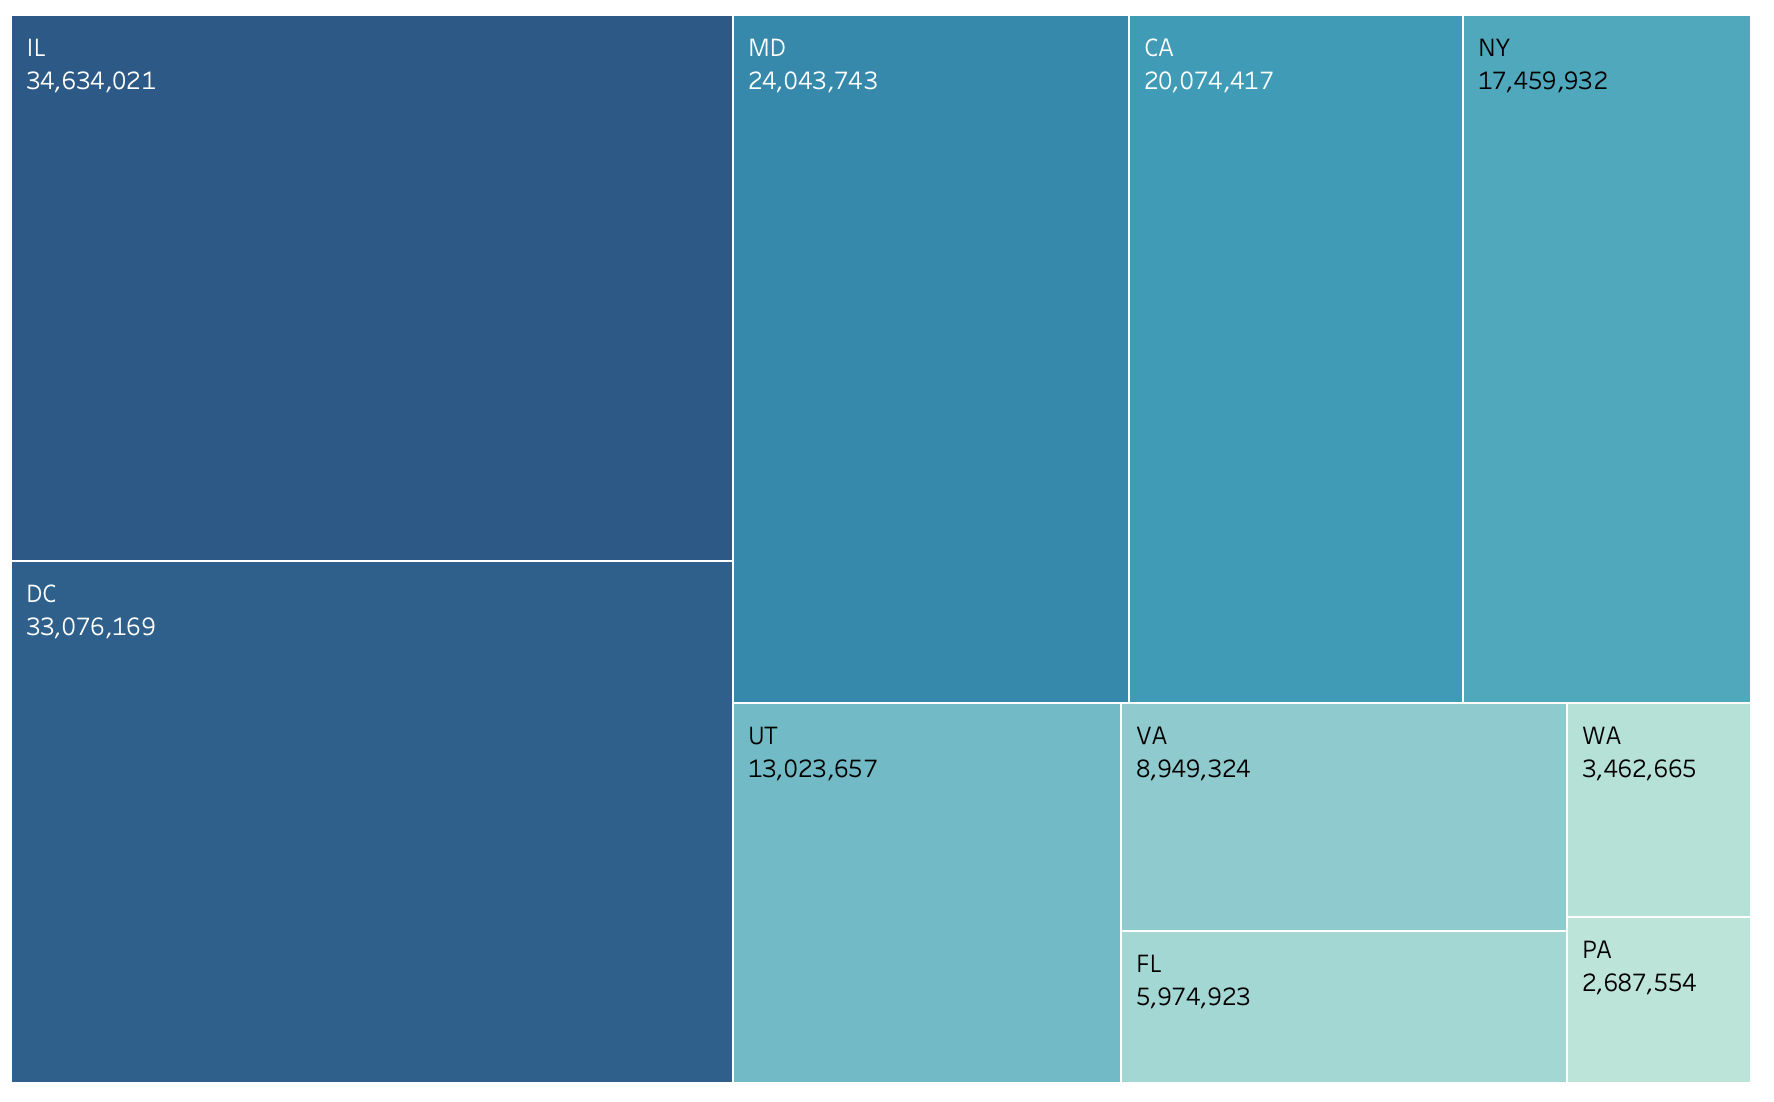 IL
34,634,021
DC
33,076,169
MD
24,043,743
CA
20,074,417
NY
17,459,932
UT
13,023,657
VA
8,949,324
FL
5,974,923
WA
3,462,665
PA
2,687,554